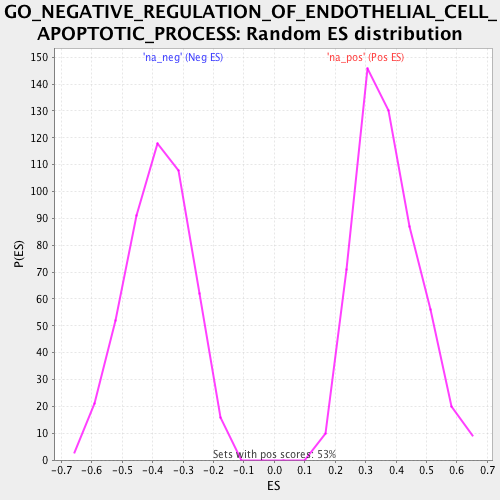 GO_NEGATIVE_REGULATION_OF_ENDOTHELIAL_CELL_
APOPTOTIC_PROCESS: Random ES distribution
'na_neg' (Neg ES)
'na_pos' (Pos ES)
150
140
130
120
110
100
90
80
70
60
50
40
30
20
10
0
P(ES)
Sets with pos scores: 53%
-0.7 -0.6 -0.5 -0.4 -0.3 -0.2 -0.1 0.0 0.1 0.2 0.3 0.4 0.5 0.6 0.7
ES